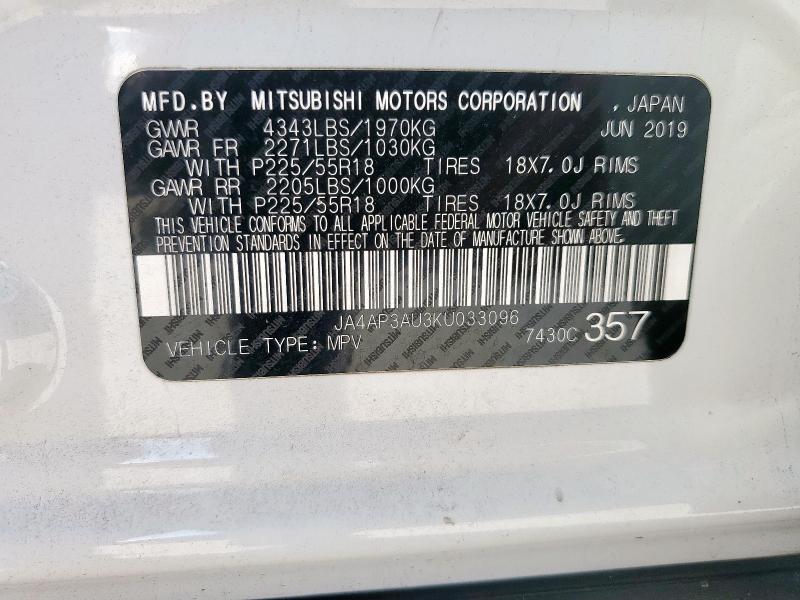 MFD.BY MITSUBISHI MOTORS CORPORATION , JAPAN
GVWR 4343LBS/1970KG JUN 2019
GAWR FR 2271LBS/1030KG
WITH P225/55R18 TIRES 18X7.0J RIMS
GAWR RR 2205LBS/1000KG
WITH P225/55R18 TIRES 18X7.0J RIMS
THIS VEHICLE CONFORMS TO ALL APPLICABLE FEDERAL MOTOR VEHICLE SAFETY AND THEFT
PREVENTION STANDARDS IN EFFECT ON THE DATE OF MANUFACTURE SHOWN ABOVE.
JA4AP3AU3KU033096
VEHICLE TYPE: MPV 7430C 357